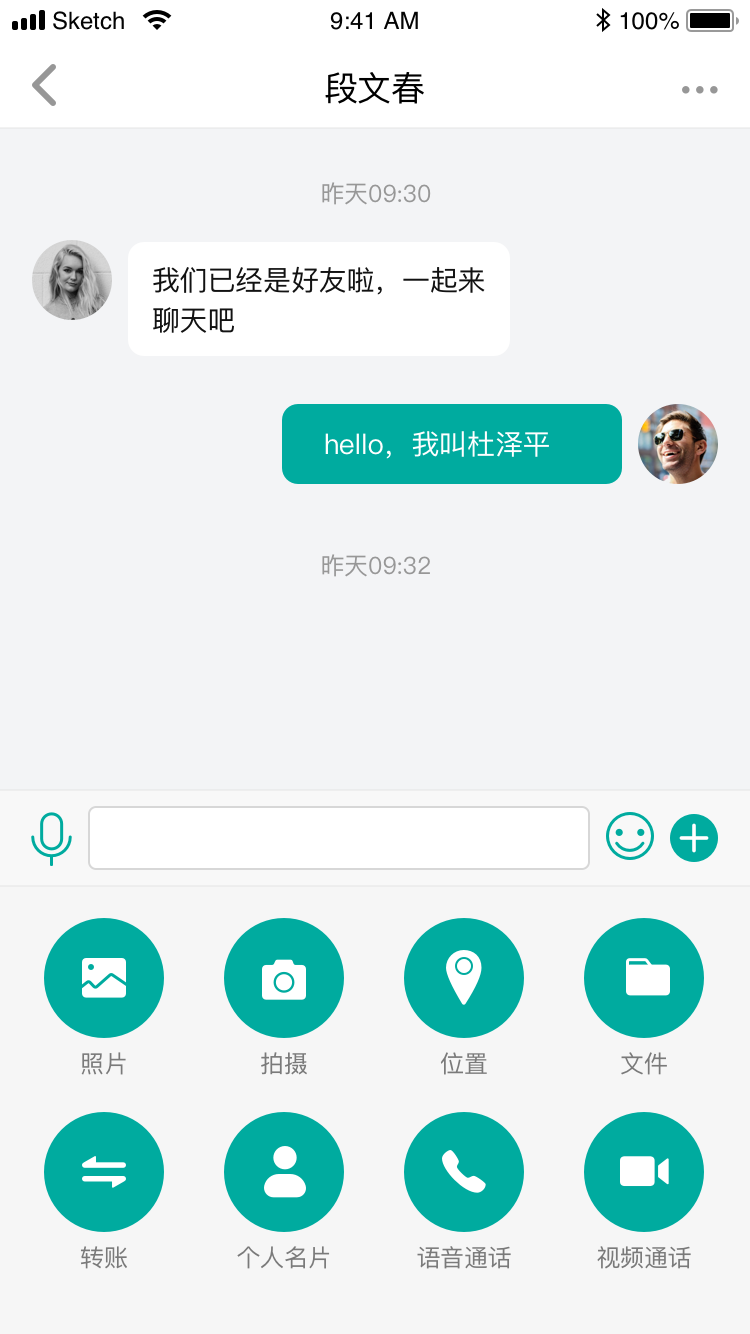 Sketch 9:41 AM 100%
段文春
昨天09:30
我们已经是好友啦，一起来
聊天吧
hello，我叫杜泽平
昨天09:32
照片 拍摄 位置 文件
转账 个人名片 语音通话 视频通话